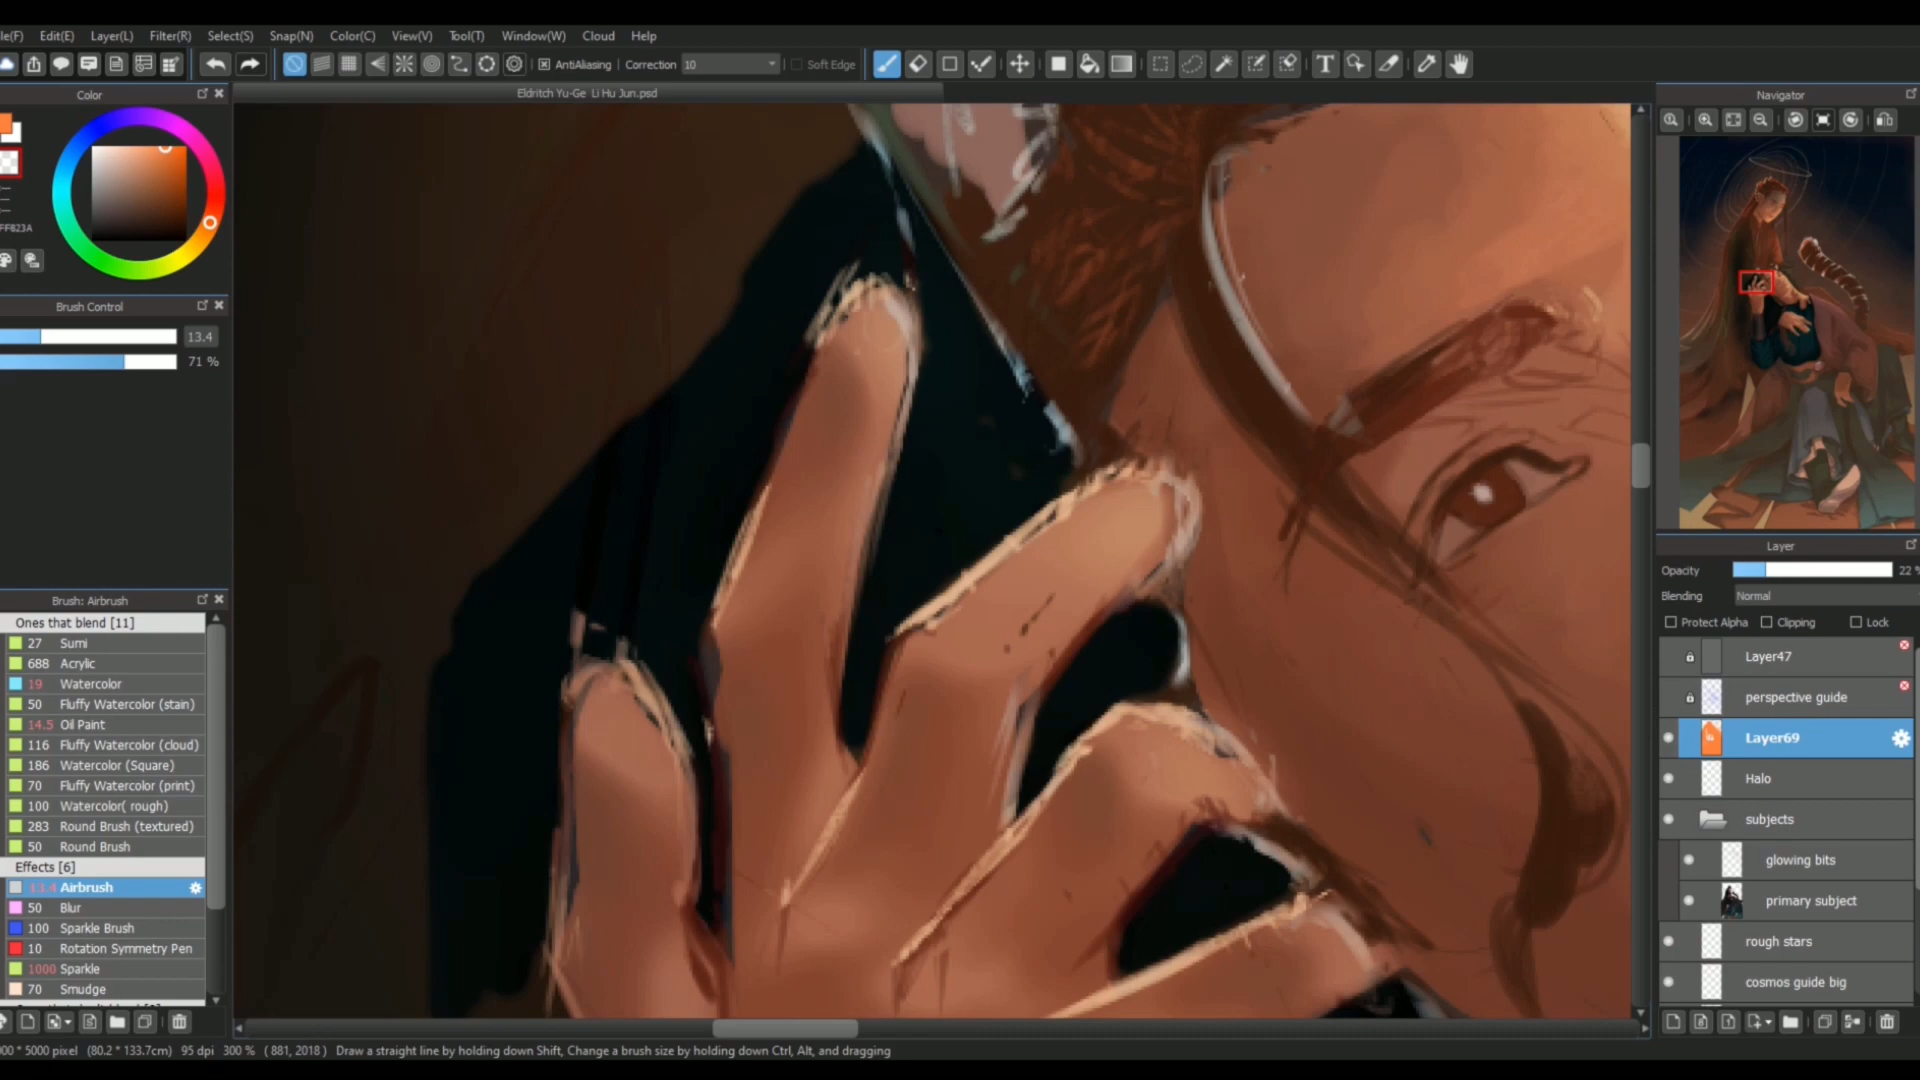 le(F) Edit(E) Layer(L) Filter(R) Select(S) Snap(N) Color(C) View(V) Tool(T) Window(W) Cloud Help
AntiAliasing Correction 10 Soft Edge
Color
Eldritch Yu-Ge Li Hu Jun.psd
Navigator
FF823A
Brush Control
13.4
71 %
Brush: Airbrush
Ones that blend [11]
27 Sumi
688 Acrylic
19 Watercolor
50 Fluffy Watercolor (stain)
14.5 Oil Paint
116 Fluffy Watercolor (cloud)
186 Watercolor (Square)
70 Fluffy Watercolor (print)
100 Watercolor( rough)
283 Round Brush (textured)
50 Round Brush
Effects [6]
13.4 Airbrush
50 Blur
100 Sparkle Brush
10 Rotation Symmetry Pen
1000 Sparkle
70 Smudge
Layer
Opacity 22 %
Blending Normal
Protect Alpha Clipping Lock
Layer47
perspective guide
Layer69
Halo
subjects
glowing bits
primary subject
rough stars
cosmos guide big
00 * 5000 pixel (80.2 * 133.7cm) 95 dpi 300 % ( 881, 2018 ) Draw a straight line by holding down Shift, Change a brush size by holding down Ctrl, Alt, and dragging